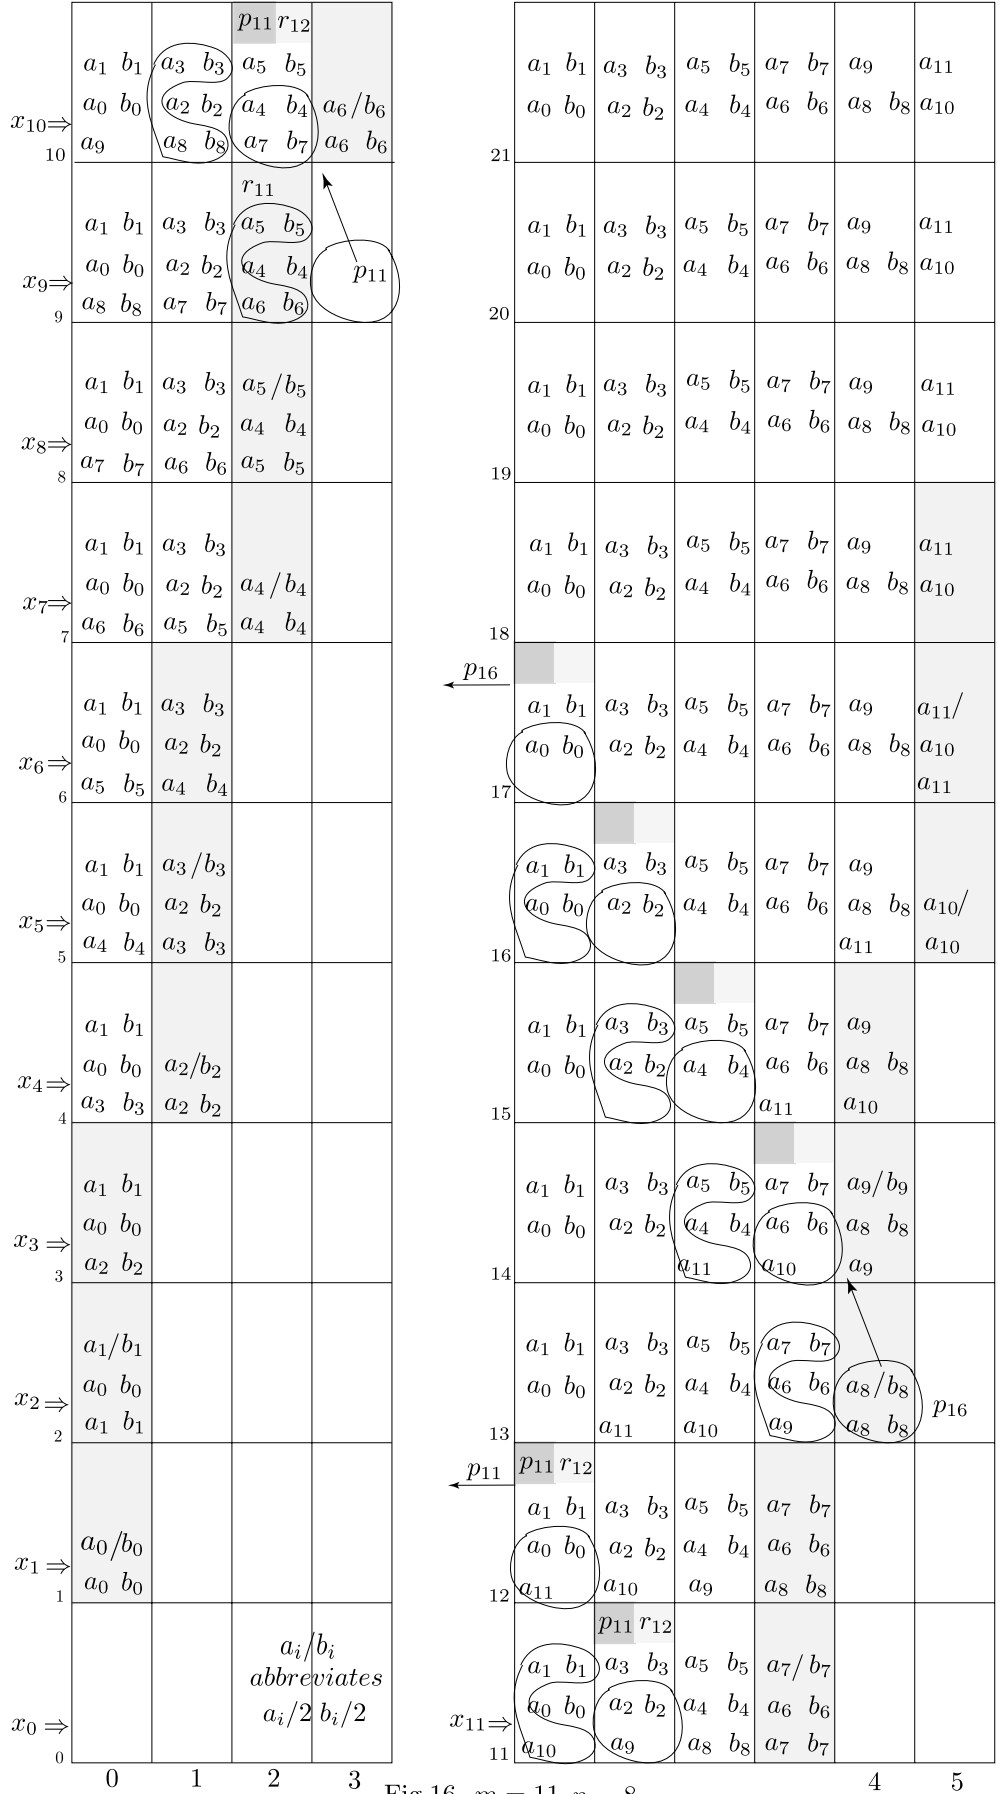 p11 r12
a1 b1 a3 b3 a5 b5
a0 b0 a2 b2 a4 b4 a6/b6
x10⇒
a9 a8 b8 a7 b7 a6 b6
10
r11
a1 b1 a3 b3 a5 b5
a0 b0 a2 b2 a4 b4 p11
x9⇒
a8 b8 a7 b7 a6 b6
9
a1 b1 a3 b3 a5/b5
a0 b0 a2 b2 a4 b4
x8⇒
a7 b7 a6 b6 a5 b5
8
a1 b1 a3 b3
a0 b0 a2 b2 a4/b4
x7⇒
a6 b6 a5 b5 a4 b4
7
a1 b1 a3 b3
a0 b0 a2 b2
x6⇒
a5 b5 a4 b4
6
a1 b1 a3/b3
a0 b0 a2 b2
x5⇒
a4 b4 a3 b3
5
a1 b1
a0 b0 a2/b2
x4⇒
a3 b3 a2 b2
4
a1 b1
a0 b0
x3⇒
a2 b2
3
a1/b1
a0 b0
x2⇒
a1 b1
2
a0/b0
x1⇒
a0 b0
1
ai/bi
abbreviates
ai/2 bi/2
x0⇒
0
0 1 2 3
a1 b1 a3 b3 a5 b5 a7 b7 a9 a11
a0 b0 a2 b2 a4 b4 a6 b6 a8 b8 a10
21
a1 b1 a3 b3 a5 b5 a7 b7 a9 a11
a0 b0 a2 b2 a4 b4 a6 b6 a8 b8 a10
20
a1 b1 a3 b3 a5 b5 a7 b7 a9 a11
a0 b0 a2 b2 a4 b4 a6 b6 a8 b8 a10
19
a1 b1 a3 b3 a5 b5 a7 b7 a9 a11
a0 b0 a2 b2 a4 b4 a6 b6 a8 b8 a10
18
p16
a1 b1 a3 b3 a5 b5 a7 b7 a9 a11/
a0 b0 a2 b2 a4 b4 a6 b6 a8 b8 a10
17 a11
a1 b1 a3 b3 a5 b5 a7 b7 a9
a0 b0 a2 b2 a4 b4 a6 b6 a8 b8 a10/
a11 a10
16
a1 b1 a3 b3 a5 b5 a7 b7 a9
a0 b0 a2 b2 a4 b4 a6 b6 a8 b8
a11 a10
15
a1 b1 a3 b3 a5 b5 a7 b7 a9/b9
a0 b0 a2 b2 a4 b4 a6 b6 a8 b8
a11 a10 a9
14
a1 b1 a3 b3 a5 b5 a7 b7
a0 b0 a2 b2 a4 b4 a6 b6 a8/b8
p16
a11 a10 a9 a8 b8
13
p11 p11 r12
a1 b1 a3 b3 a5 b5 a7 b7
a0 b0 a2 b2 a4 b4 a6 b6
a11 a10 a9 a8 b8
12
p11 r12
a1 b1 a3 b3 a5 b5 a7/b7
a0 b0 a2 b2 a4 b4 a6 b6
x11⇒
a10 a9 a8 b8 a7 b7
11
4 5
Fig 16. m = 11, n = 8